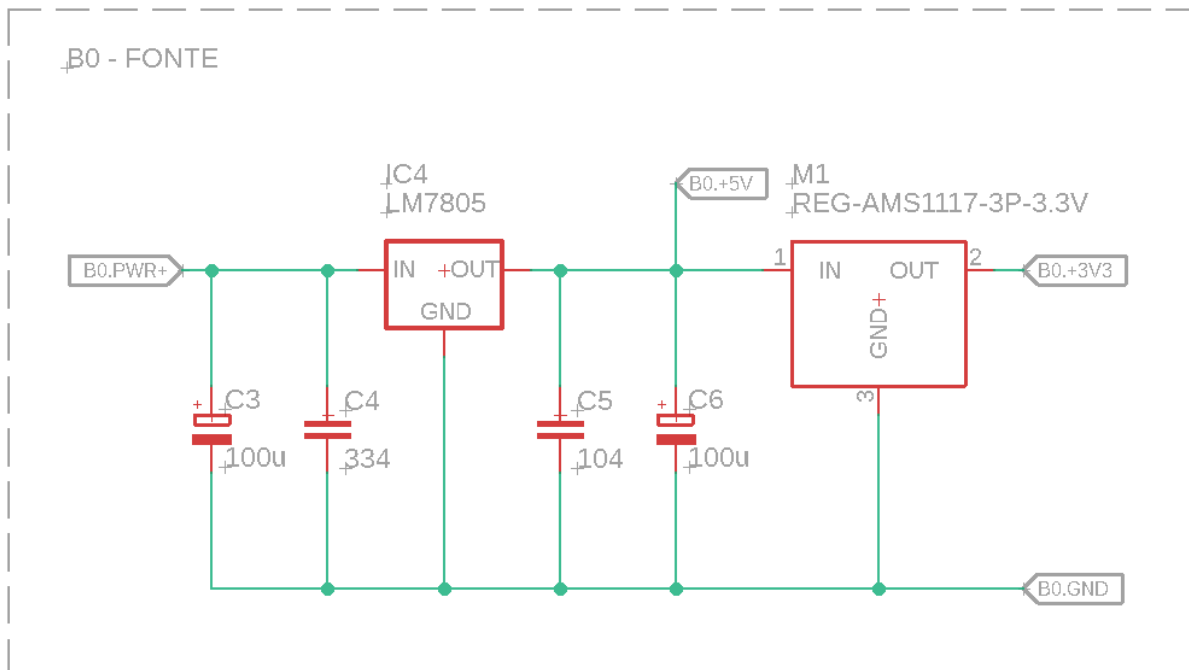 B0 - FONTE
IC4
LM7805
B0.+5V
M1
REG-AMS1117-3P-3.3V
B0.PWR+
IN
OUT
GND
1
IN
OUT
2
B0.+3V3
GND
3
C3
100u
C4
334
C5
104
C6
100u
B0.GND